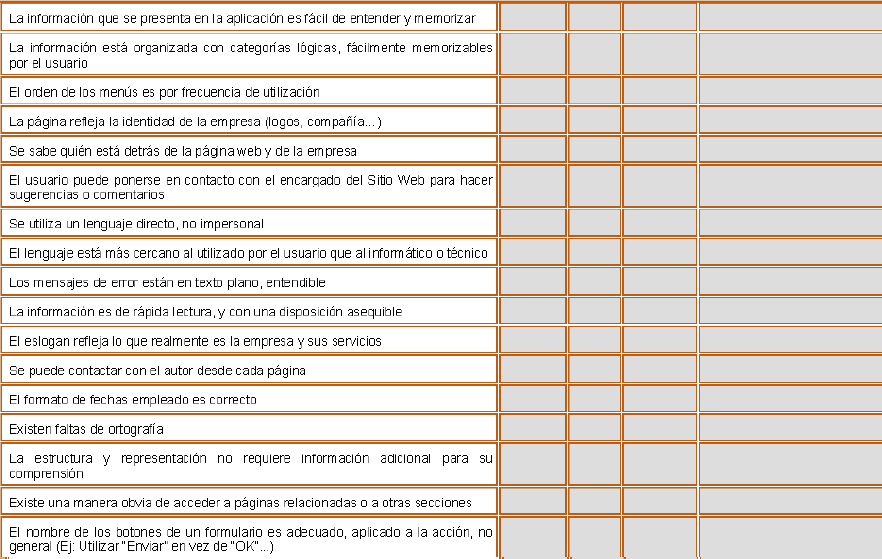 La información que se presenta en la aplicación es fácil de entender y memorizar
La información está organizada con categorías lógicas, fácilmente memorizables
por el usuario
El orden de los menús es por frecuencia de utilización
La página refleja la identidad de la empresa (logos, compañía...)
Se sabe quién está detrás de la página web y de la empresa
El usuario puede ponerse en contacto con el encargado del Sitio Web para hacer
sugerencias o comentarios
Se utiliza un lenguaje directo, no impersonal
El lenguaje está más cercano al utilizado por el usuario que al informático o técnico
Los mensajes de error están en texto plano, entendible
La información es de rápida lectura, y con una disposición asequible
El eslogan refleja lo que realmente es la empresa y sus servicios
Se puede contactar con el autor desde cada página
El formato de fechas empleado es correcto
Existen faltas de ortografía
La estructura y representación no requiere información adicional para su
comprensión
Existe una manera obvia de acceder a páginas relacionadas o a otras secciones
El nombre de los botones de un formulario es adecuado, aplicado a la acción, no
general (Ej: Utilizar "Enviar" en vez de "OK"...)